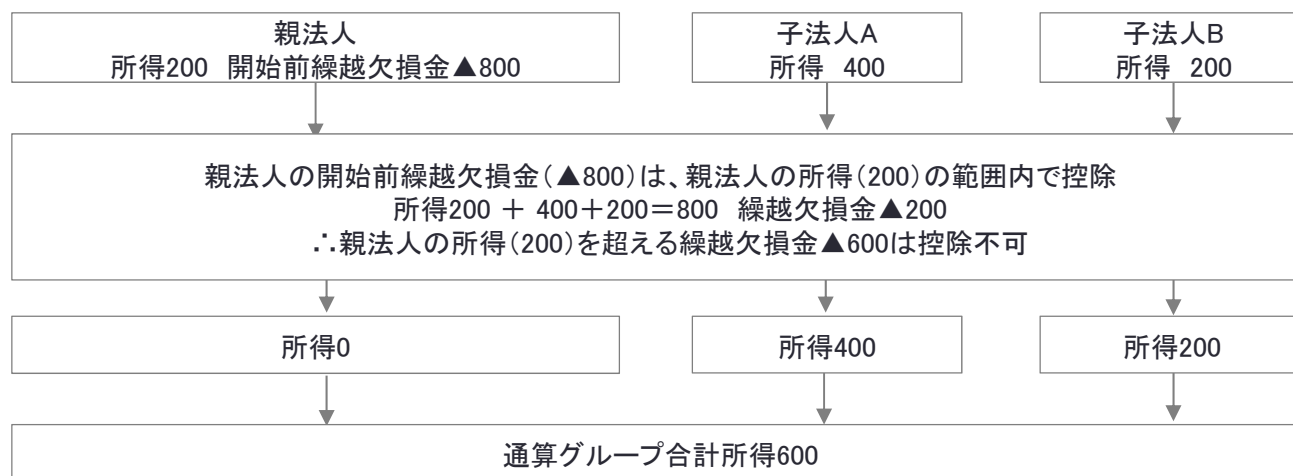 親法人
所得200 開始前繰越欠損金▲800
子法人A
所得 400
子法人B
所得 200
親法人の開始前繰越欠損金(▲800)は、親法人の所得(200)の範囲内で控除
所得200 + 400+200=800 繰越欠損金▲200
∴親法人の所得(200)を超える繰越欠損金▲600は控除不可
所得0
所得400
所得200
通算グループ合計所得600